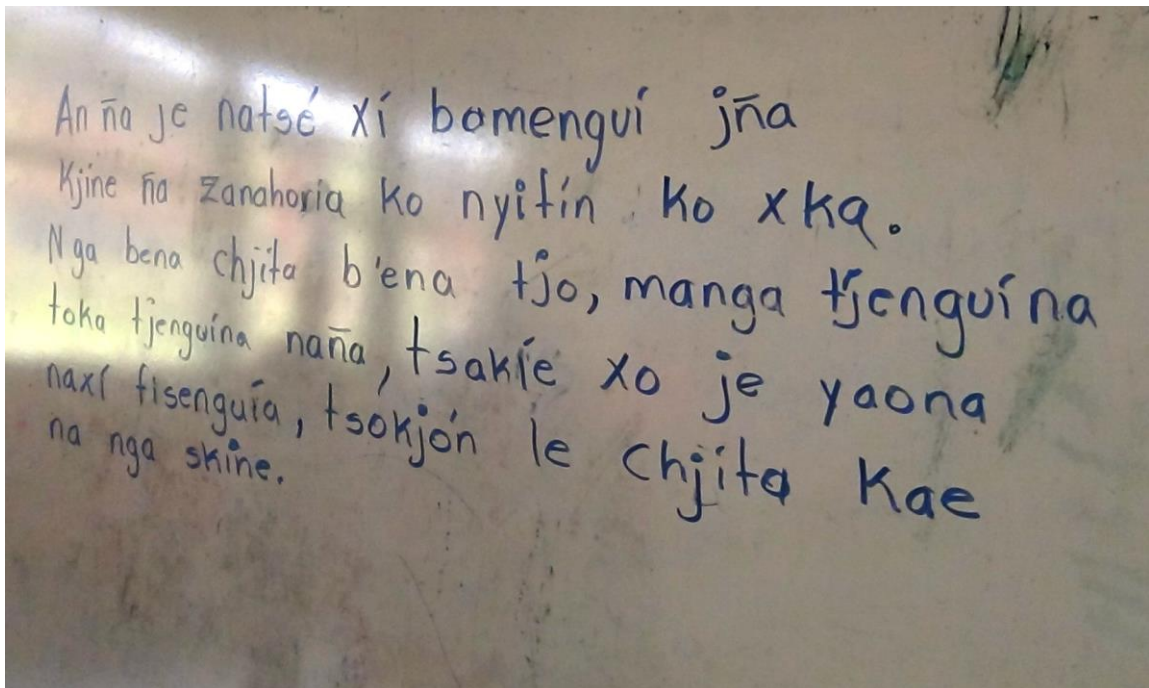 An ña je natsé xí bamenguí jña
Kjine ña zanahoria ko nyitín ko xka.
Nga bena chjita b'ena tjo, manga tjenguína
toka tjenguína naña, tsakíe xo je yaona
naxí fisenguía, tsókjón le chjita kae
na nga skine.